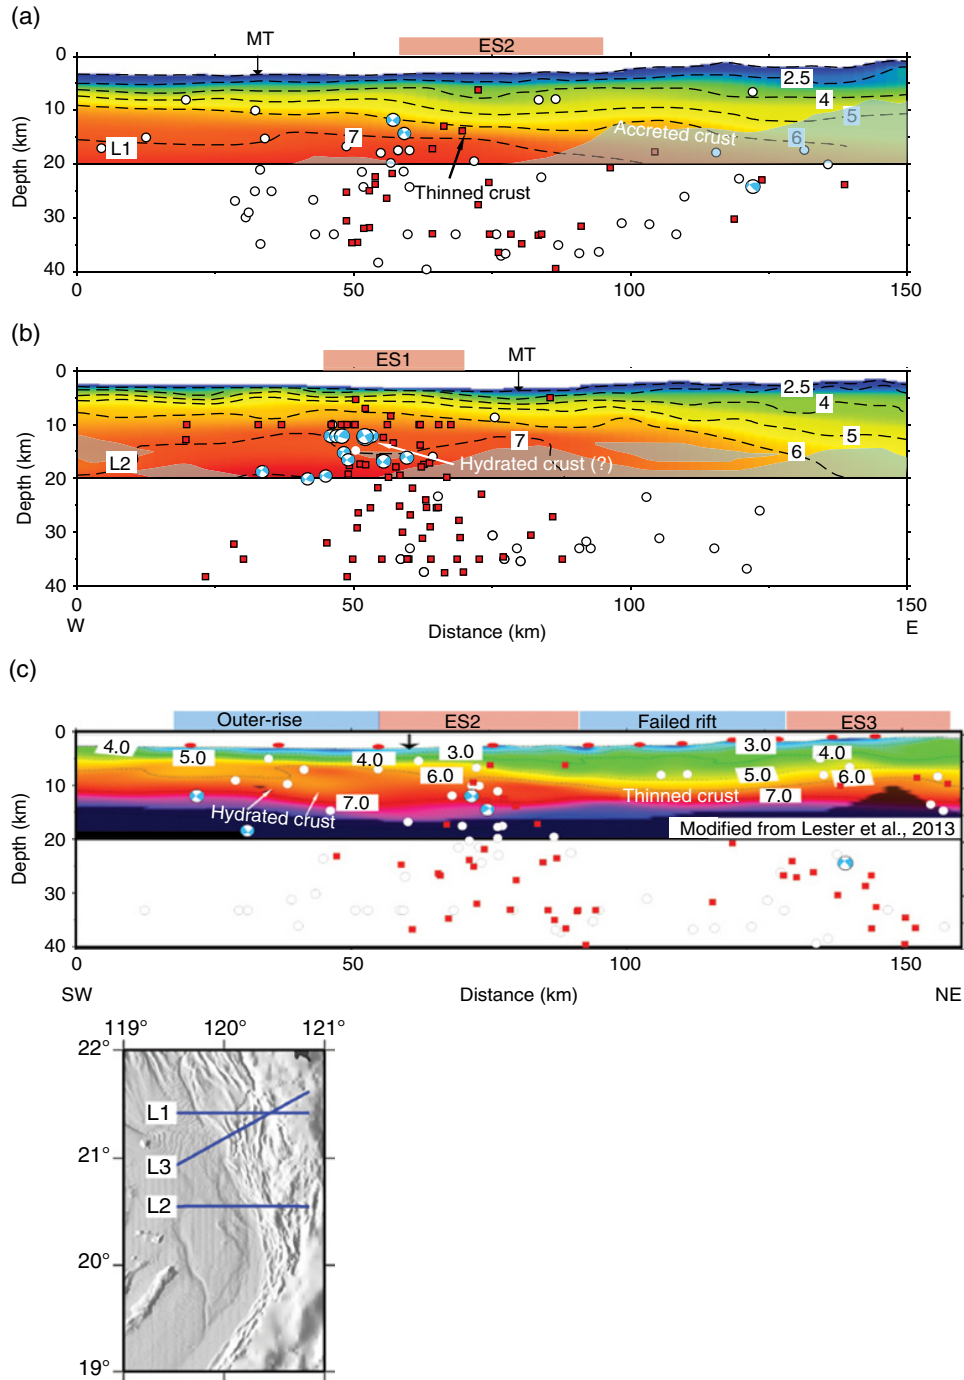 (a)
MT
ES2
0
10
20
30
40
Depth (km)
2.5
4
5
6
7
L1
Accreted crust
Thinned crust
0
50
100
150
(b)
ES1
MT
0
10
20
30
40
Depth (km)
2.5
4
5
6
7
L2
Hydrated crust (?)
0
50
100
150
W
Distance (km)
E
(c)
Outer-rise
ES2
Failed rift
ES3
0
10
20
30
40
Depth (km)
4.0
5.0
4.0
3.0
3.0
4.0
6.0
5.0
6.0
7.0
7.0
Hydrated crust
Thinned crust
Modified from Lester et al., 2013
0
50
100
150
SW
Distance (km)
NE
119°
120°
121°
22°
21°
20°
19°
L1
L3
L2